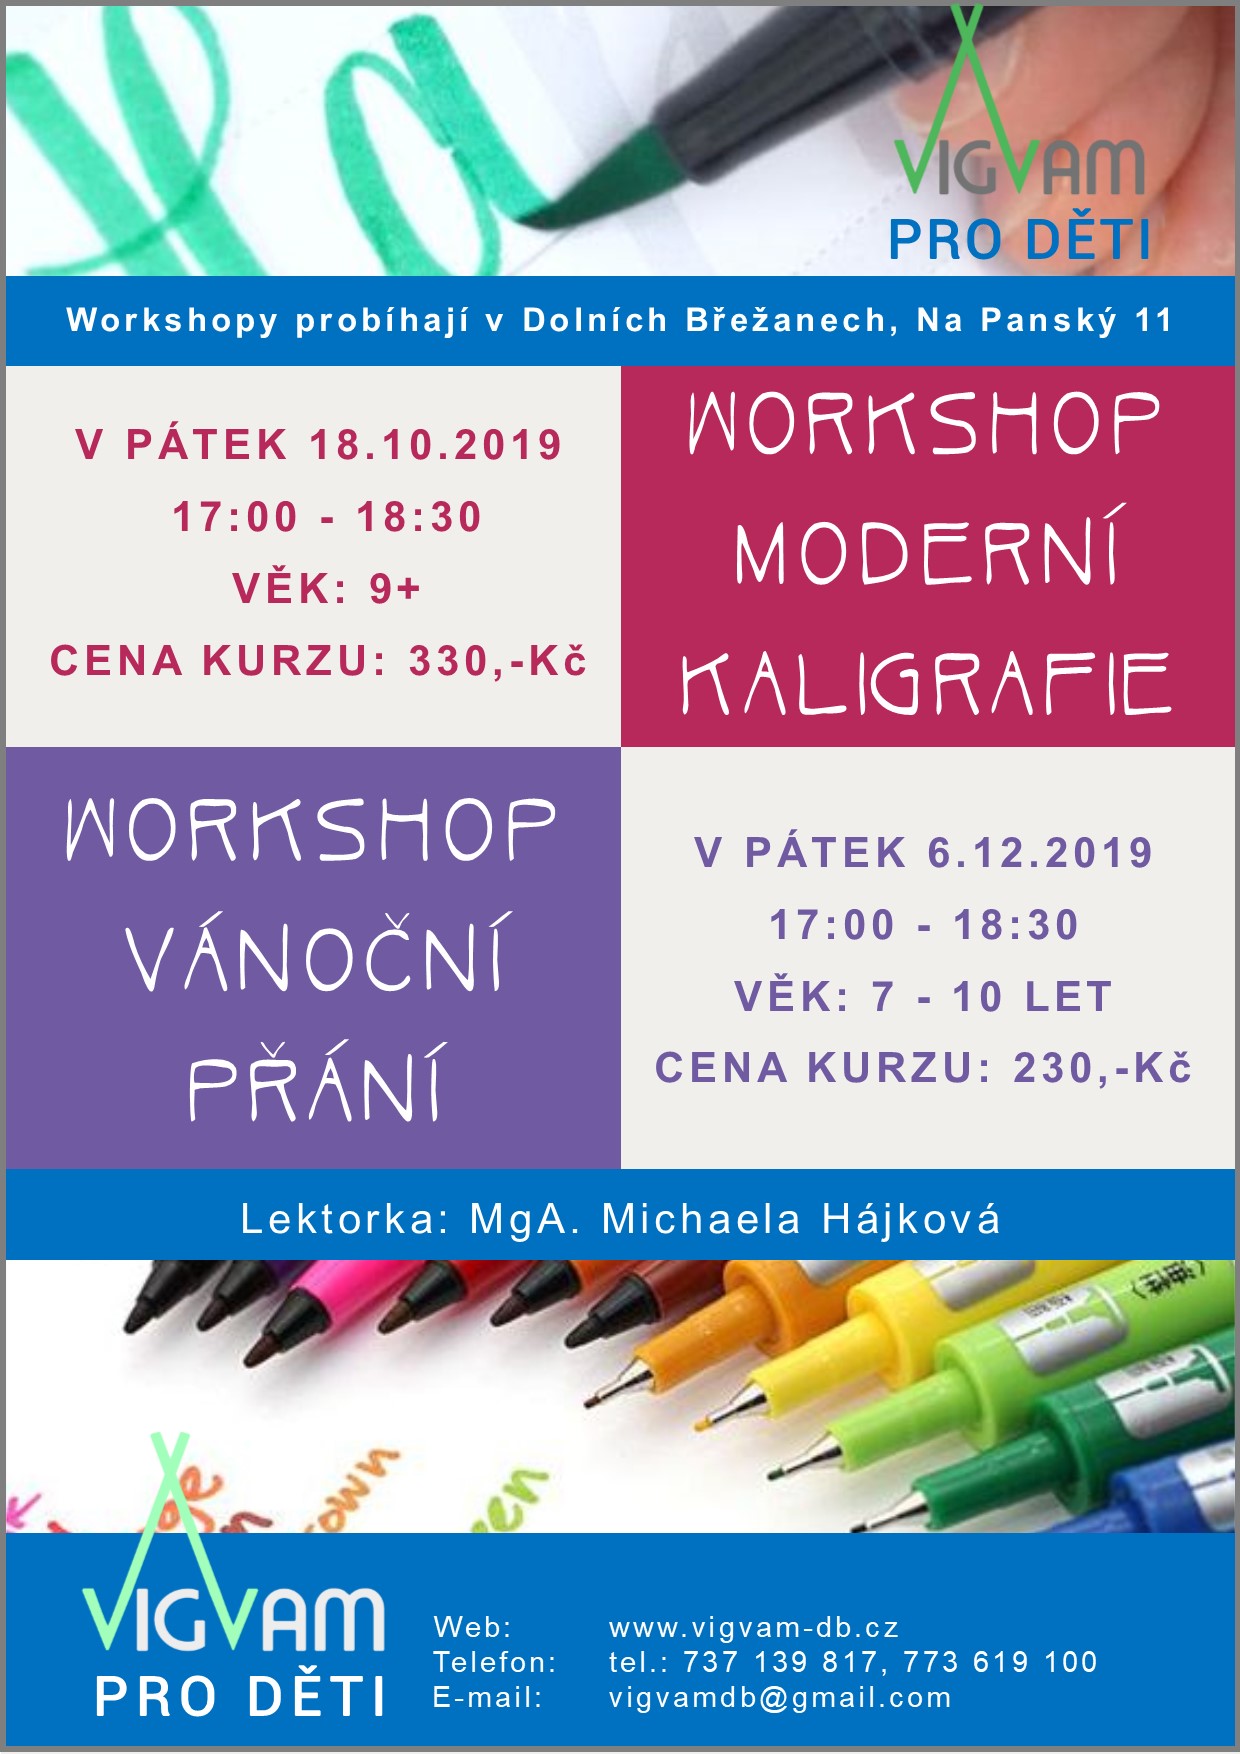 Ha
VIGVAM
PRO DĚTI
Workshopy probíhají v Dolních Břežanech, Na Panský 11
V PÁTEK 18.10.2019
17:00 - 18:30
VĚK: 9+
CENA KURZU: 330,-Kč
WORKSHOP
MODERNÍ
KALIGRAFIE
WORKSHOP
VÁNOČNÍ
PŘÁNÍ
V PÁTEK 6.12.2019
17:00 - 18:30
VĚK: 7 - 10 LET
CENA KURZU: 230,-Kč
Lektorka: MgA. Michaela Hájková
VIGVAM
PRO DĚTI
Web: www.vigvam-db.cz
Telefon: tel.: 737 139 817, 773 619 100
E-mail: vigvamdb@gmail.com